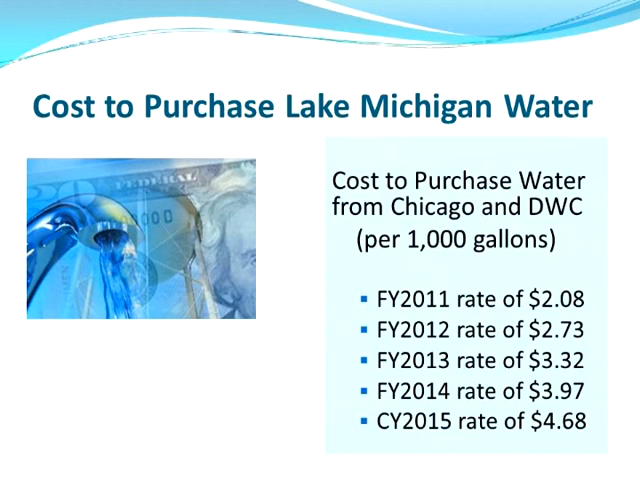 Cost to Purchase Lake Michigan Water
Cost to Purchase Water
from Chicago and DWC
(per 1,000 gallons)
▪ FY2011 rate of $2.08
▪ FY2012 rate of $2.73
▪ FY2013 rate of $3.32
▪ FY2014 rate of $3.97
▪ CY2015 rate of $4.68